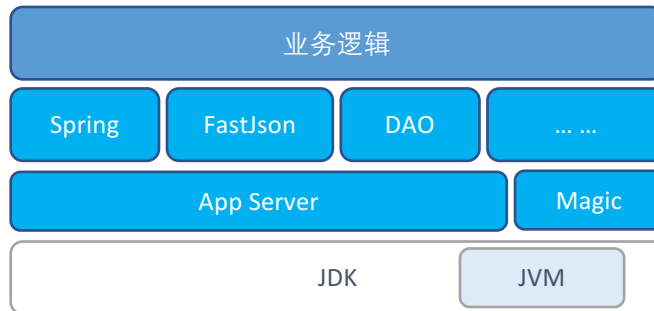 业务逻辑
Spring FastJson DAO ... ...
App Server Magic
JDK JVM